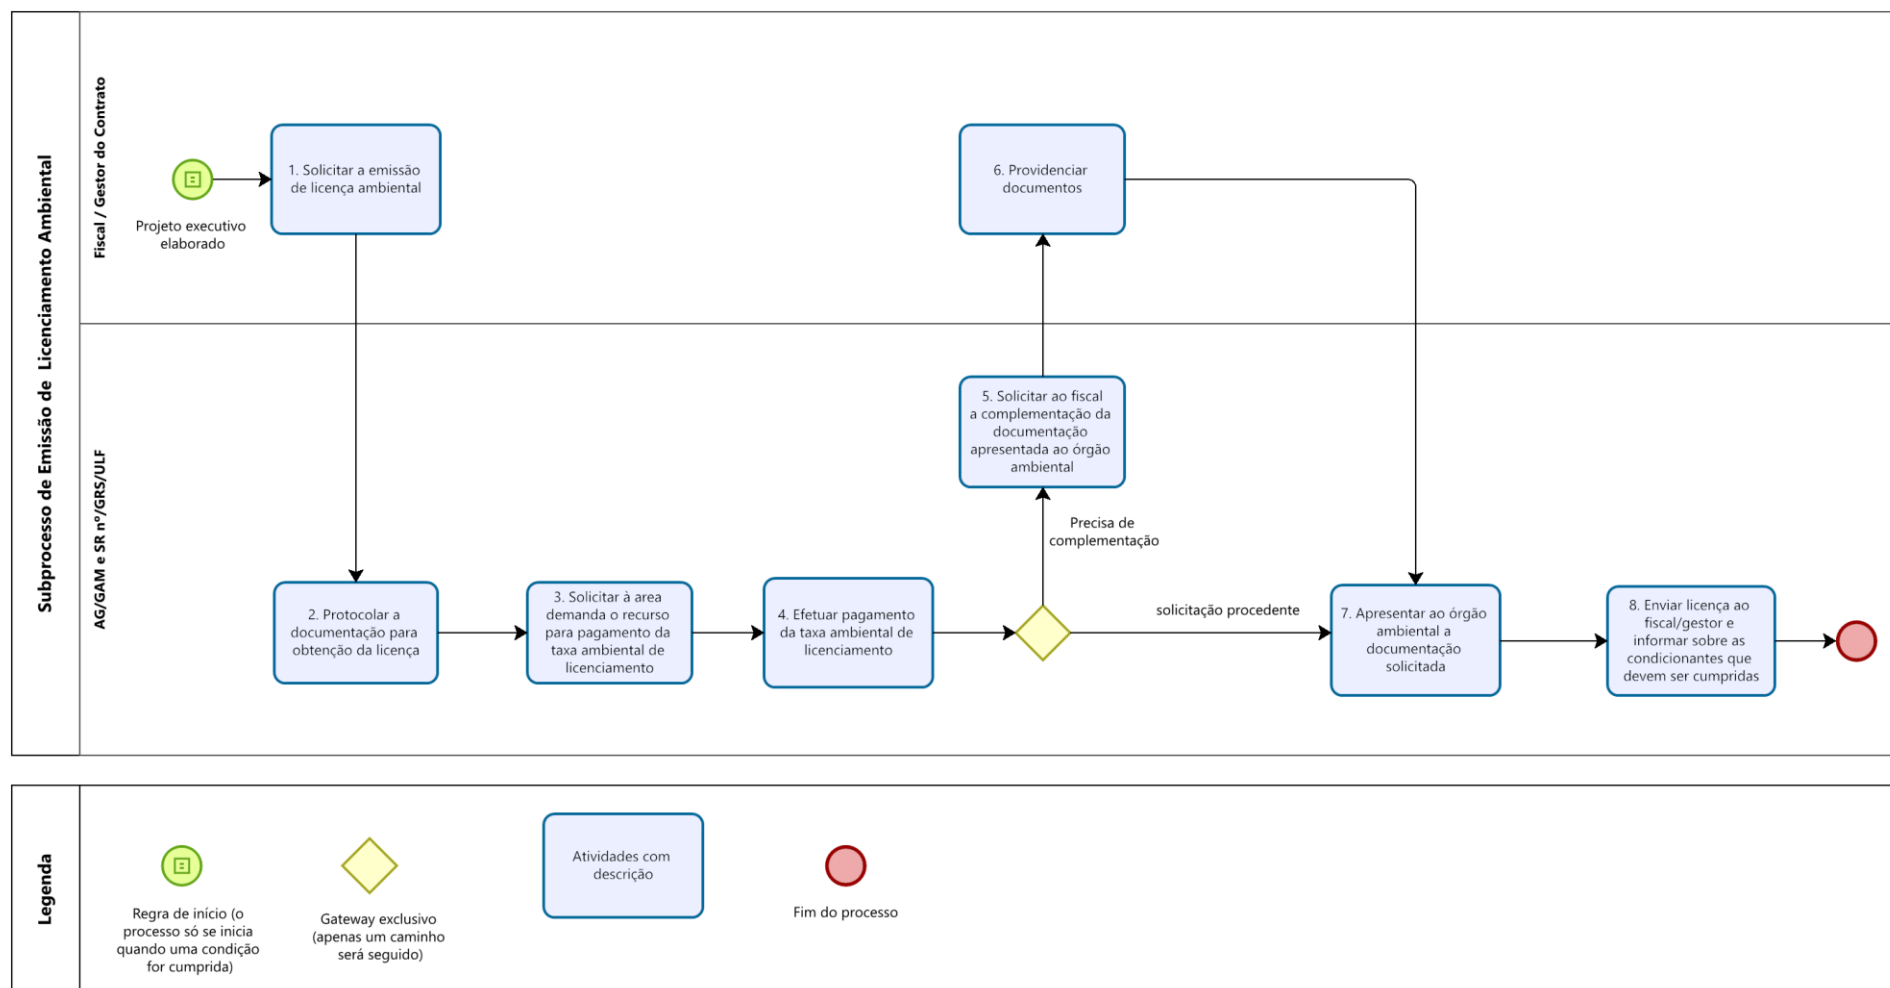 Subprocesso de Emissão de  Licenciamento Ambiental
Fiscal / Gestor do Contrato
Projeto executivo
elaborado
1. Solicitar a emissão
de licença ambiental
6. Providenciar
documentos
AG/GAM e SR nº/GRS/ULF
2. Protocolar a
documentação para
obtenção da licença
3. Solicitar à area
demanda o recurso
para pagamento da
taxa ambiental de
licenciamento
4. Efetuar pagamento
da taxa ambiental de
licenciamento
5. Solicitar ao fiscal
a complementação da
documentação
apresentada ao órgão
ambiental
Precisa de
complementação
solicitação procedente
7. Apresentar ao órgão
ambiental a
documentação
solicitada
8. Enviar licença ao
fiscal/gestor e
informar sobre as
condicionantes que
devem ser cumpridas
Legenda
Regra de início (o
processo só se inicia
quando uma condição
for cumprida)
Gateway exclusivo
(apenas um caminho
será seguido)
Atividades com
descrição
Fim do processo